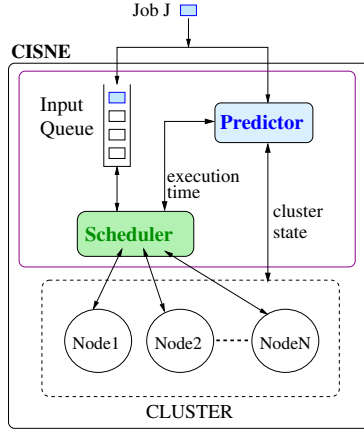 Job J
CISNE
Input
Queue
Predictor
execution
time
cluster
state
Scheduler
Node1
Node2
NodeN
CLUSTER